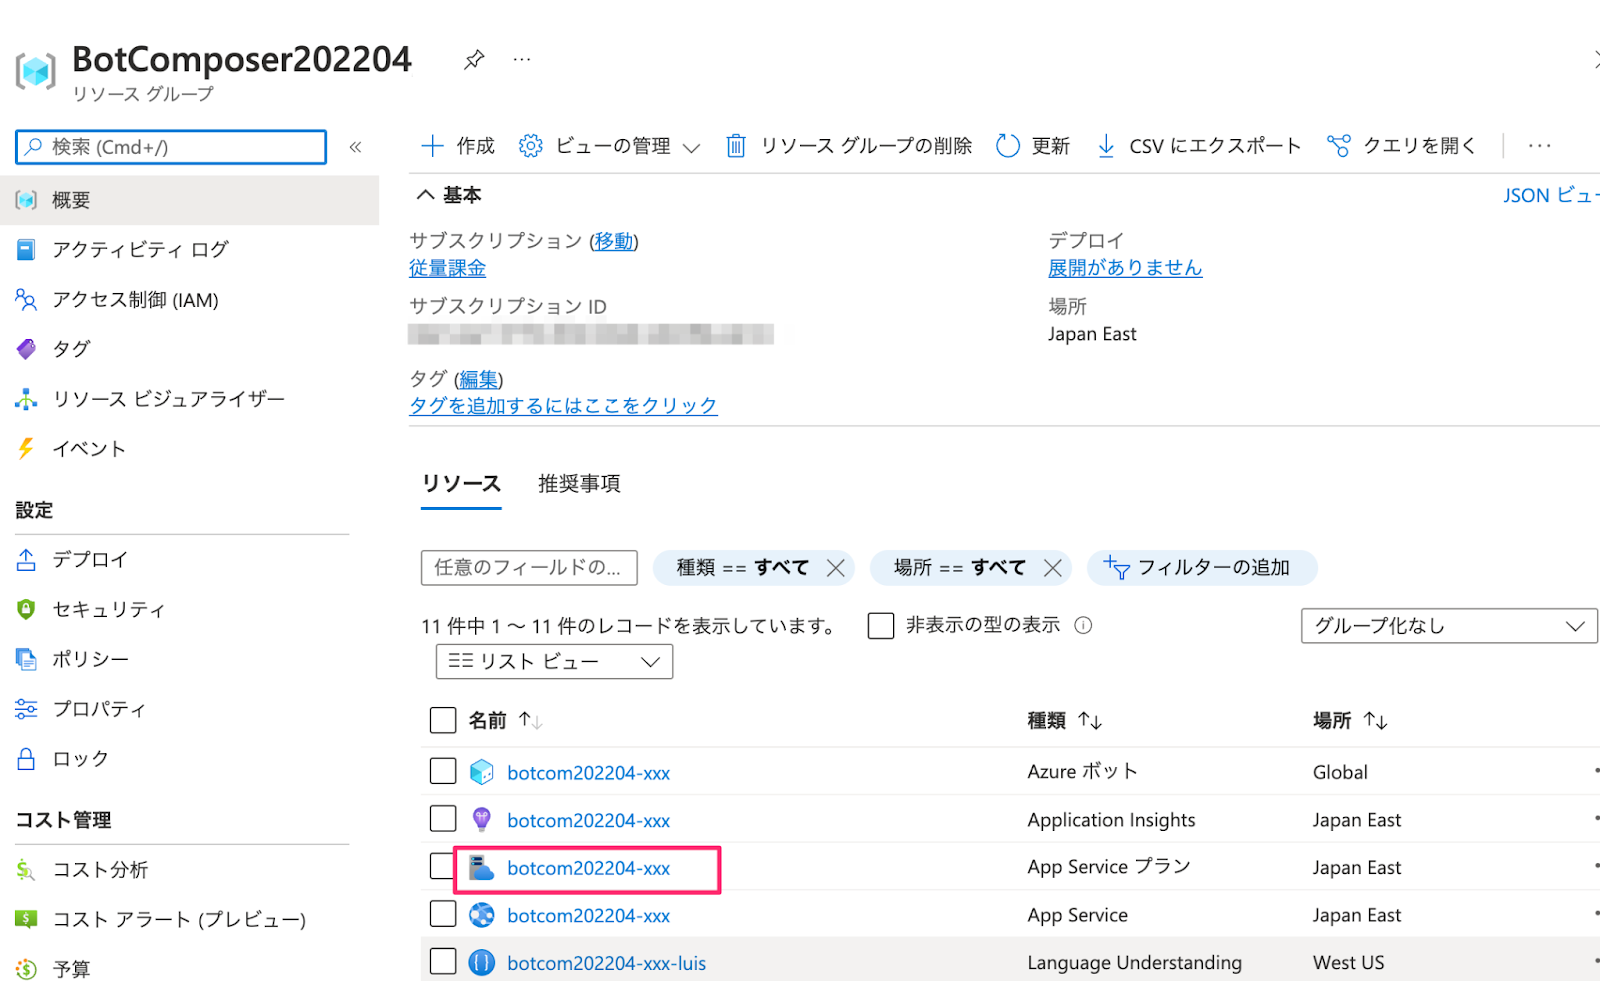 BotComposer202204
リソース グループ
検索 (Cmd+/)
«
概要
アクティビティ ログ
アクセス制御 (IAM)
タグ
リソース ビジュアライザー
イベント
設定
デプロイ
セキュリティ
ポリシー
プロパティ
ロック
コスト管理
コスト分析
コスト アラート (プレビュー)
予算
作成 ビューの管理 リソース グループの削除 更新 CSV にエクスポート クエリを開く
基本
JSON ビュー
サブスクリプション (移動)
従量課金
サブスクリプション ID
タグ (編集)
タグを追加するにはここをクリック
デプロイ
展開がありません
場所
Japan East
リソース 推奨事項
任意のフィールドの... 種類 == すべて 場所 == すべて フィルターの追加
11 件中 1 ～ 11 件のレコードを表示しています。 非表示の型の表示 グループ化なし
リスト ビュー
名前 ↑↓ 種類 ↑↓ 場所 ↑↓
botcom202204-xxx Azure ボット Global
botcom202204-xxx Application Insights Japan East
botcom202204-xxx App Service プラン Japan East
botcom202204-xxx App Service Japan East
botcom202204-xxx-luis Language Understanding West US